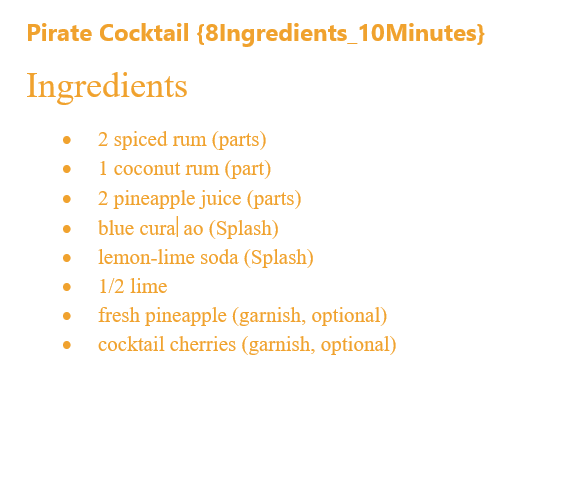 Pirate Cocktail {8Ingredients_10Minutes}
Ingredients
• 2 spiced rum (parts)
• 1 coconut rum (part)
• 2 pineapple juice (parts)
• blue cura ao (Splash)
• lemon-lime soda (Splash)
• 1/2 lime
• fresh pineapple (garnish, optional)
• cocktail cherries (garnish, optional)